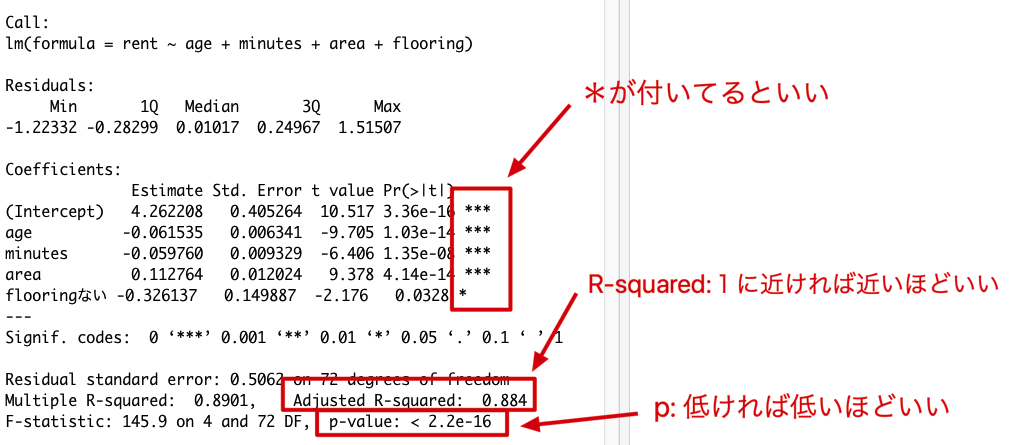 Call:
lm(formula = rent ~ age + minutes + area + flooring)
Residuals:
Min 1Q Median 3Q Max
-1.22332 -0.28299 0.01017 0.24967 1.51507
＊が付いてるといい
Coefficients:
Estimate Std. Error t value Pr(>|t|)
(Intercept) 4.262208 0.405264 10.517 3.36e-16 ***
age -0.061535 0.006341 -9.705 1.03e-14 ***
minutes -0.059760 0.009329 -6.406 1.35e-08 ***
area 0.112764 0.012024 9.378 4.14e-14 ***
flooringない -0.326137 0.149887 -2.176 0.0328 *
---
Signif. codes: 0 ‘***’ 0.001 ‘**’ 0.01 ‘*’ 0.05 ‘.’ 0.1 ‘ ’ 1
R-squared: 1 に近ければ近いほどいい
Residual standard error: 0.5062 on 72 degrees of freedom
Multiple R-squared: 0.8901, Adjusted R-squared: 0.884
F-statistic: 145.9 on 4 and 72 DF, p-value: < 2.2e-16
p: 低ければ低いほどいい